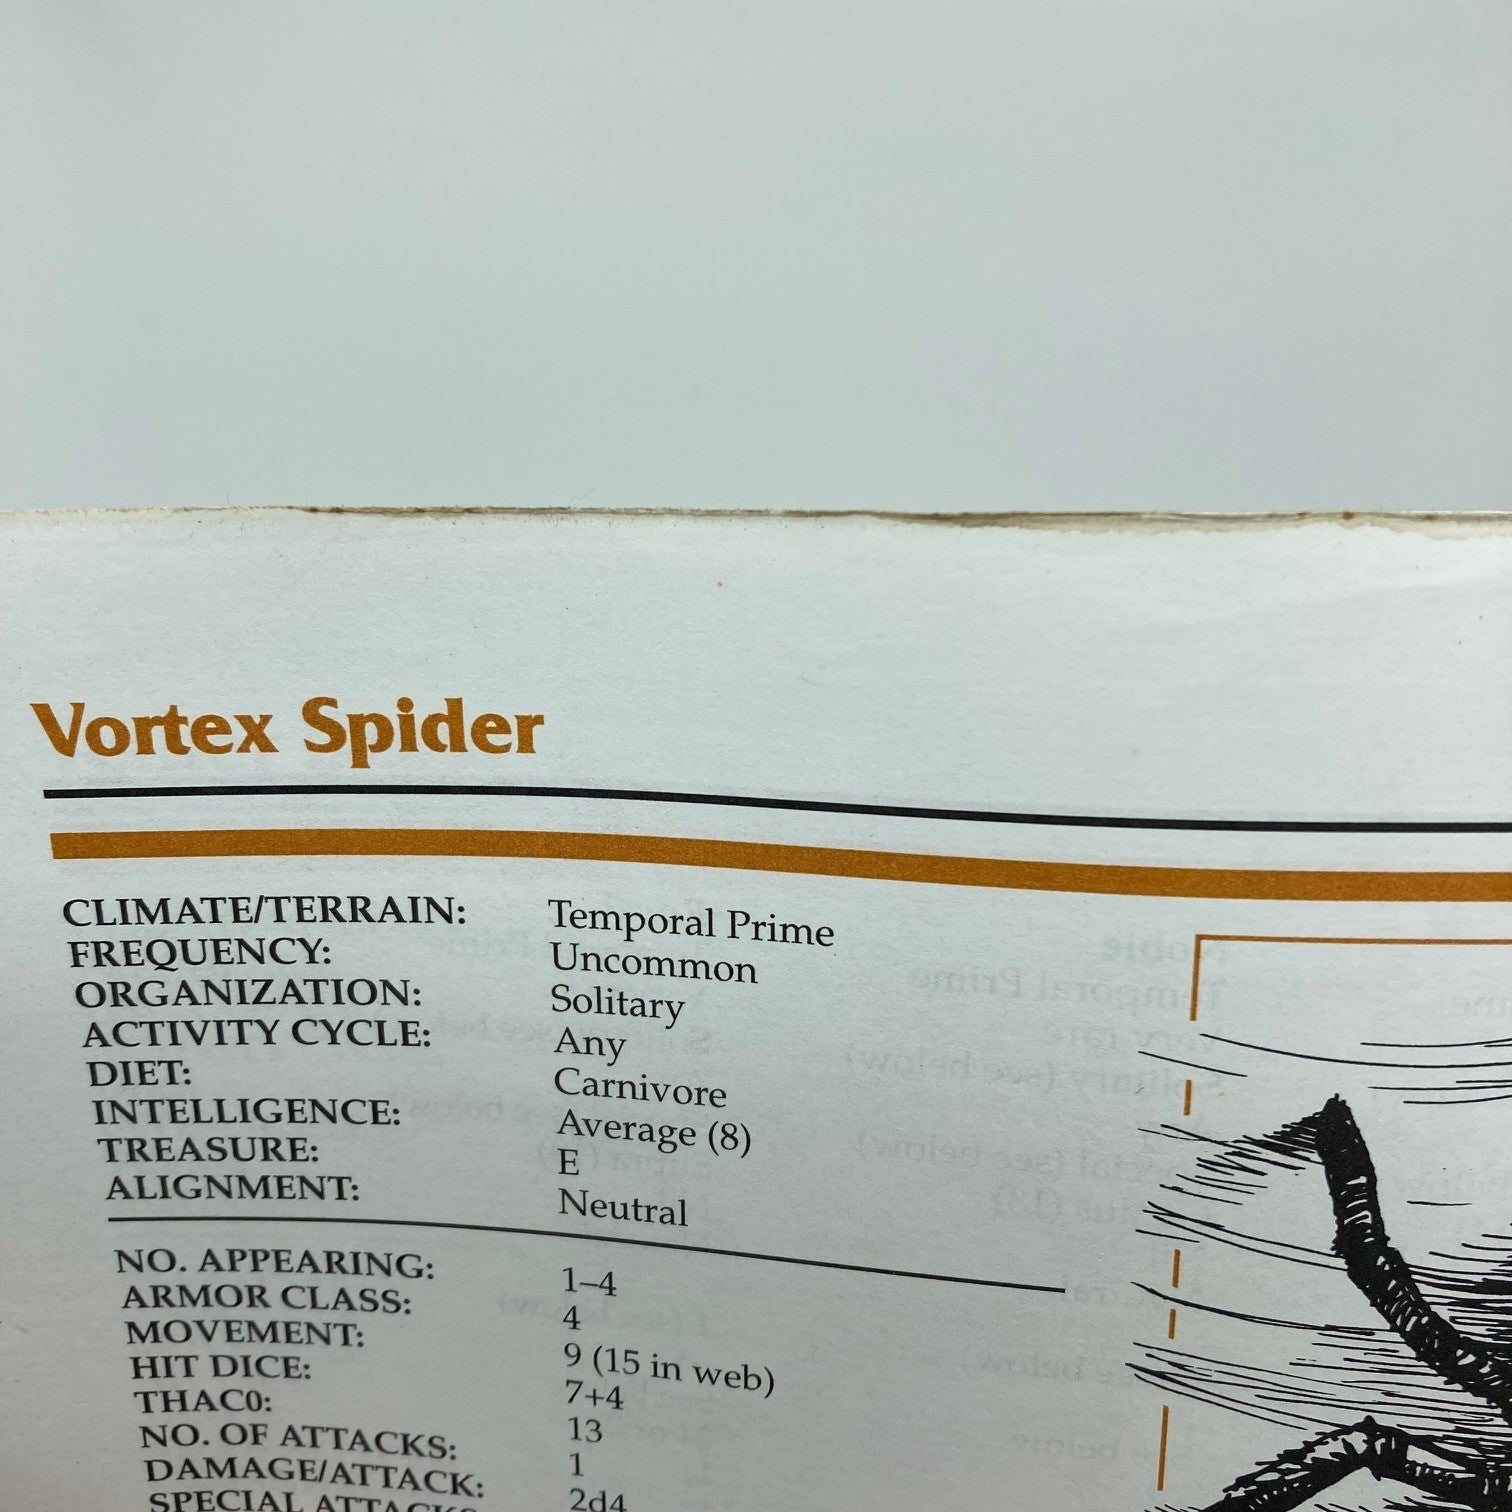 Vortex Spider
CLIMATE/TERRAIN: Temporal Prime
FREQUENCY: Uncommon
ORGANIZATION: Solitary
ACTIVITY CYCLE: Any
DIET: Carnivore
INTELLIGENCE: Average (8)
TREASURE: E
ALIGNMENT: Neutral
NO. APPEARING: 1–4
ARMOR CLASS: 4
MOVEMENT: 9 (15 in web)
HIT DICE: 7+4
THAC0: 13
NO. OF ATTACKS: 1
DAMAGE/ATTACK: 2d4
SPECIAL ATTACKS